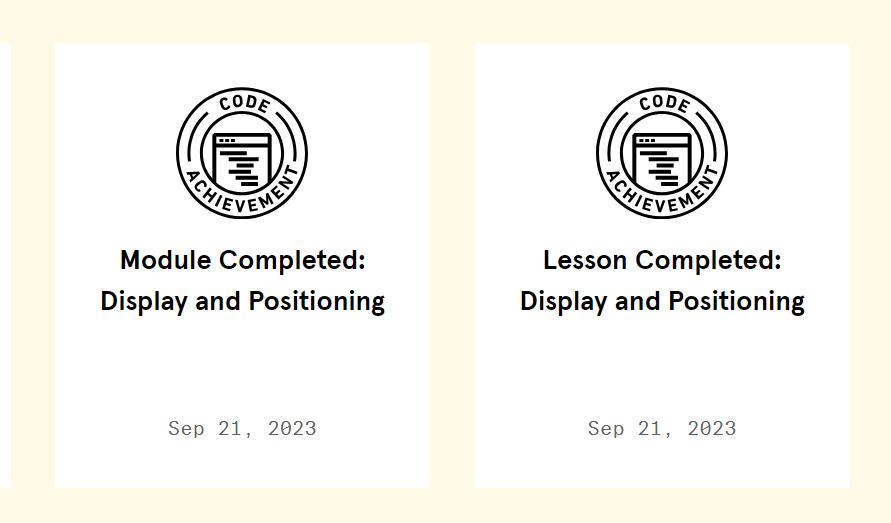 CODE
ACHIEVEMENT
Module Completed:
Display and Positioning
Sep 21, 2023
CODE
ACHIEVEMENT
Lesson Completed:
Display and Positioning
Sep 21, 2023